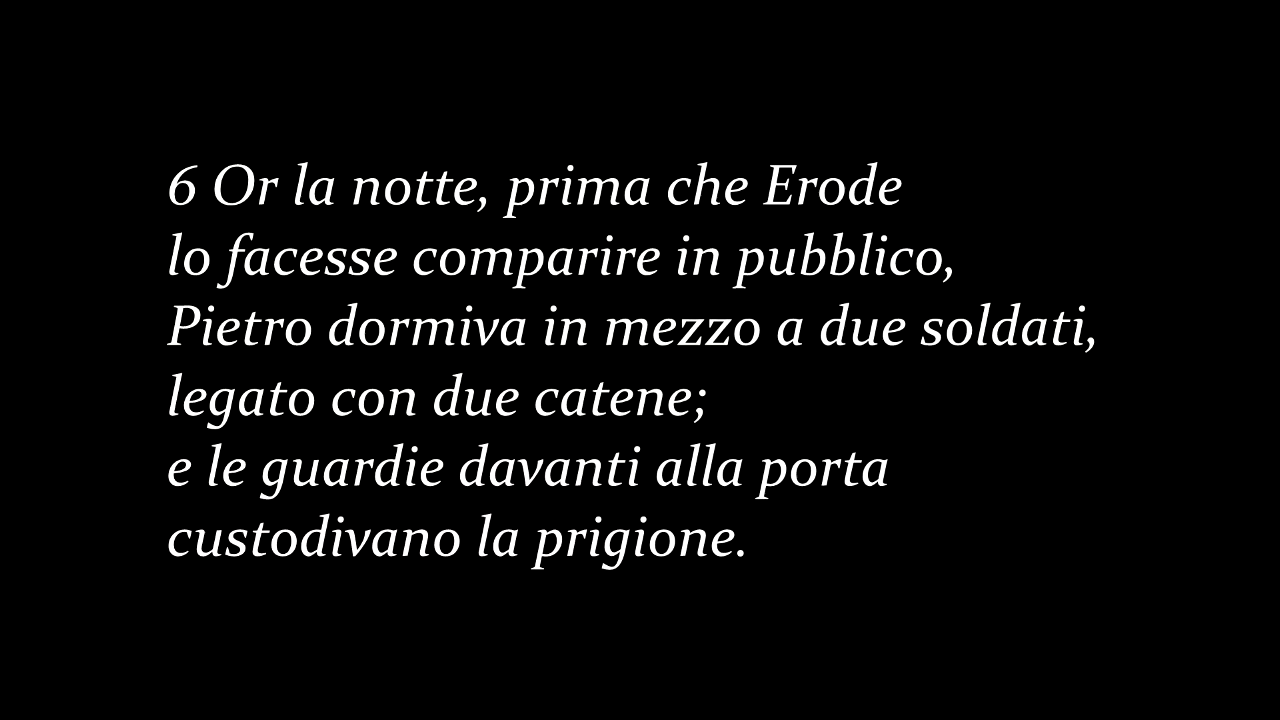 6 Or la notte, prima che Erode
lo facesse comparire in pubblico,
Pietro dormiva in mezzo a due soldati,
legato con due catene;
e le guardie davanti alla porta
custodivano la prigione.